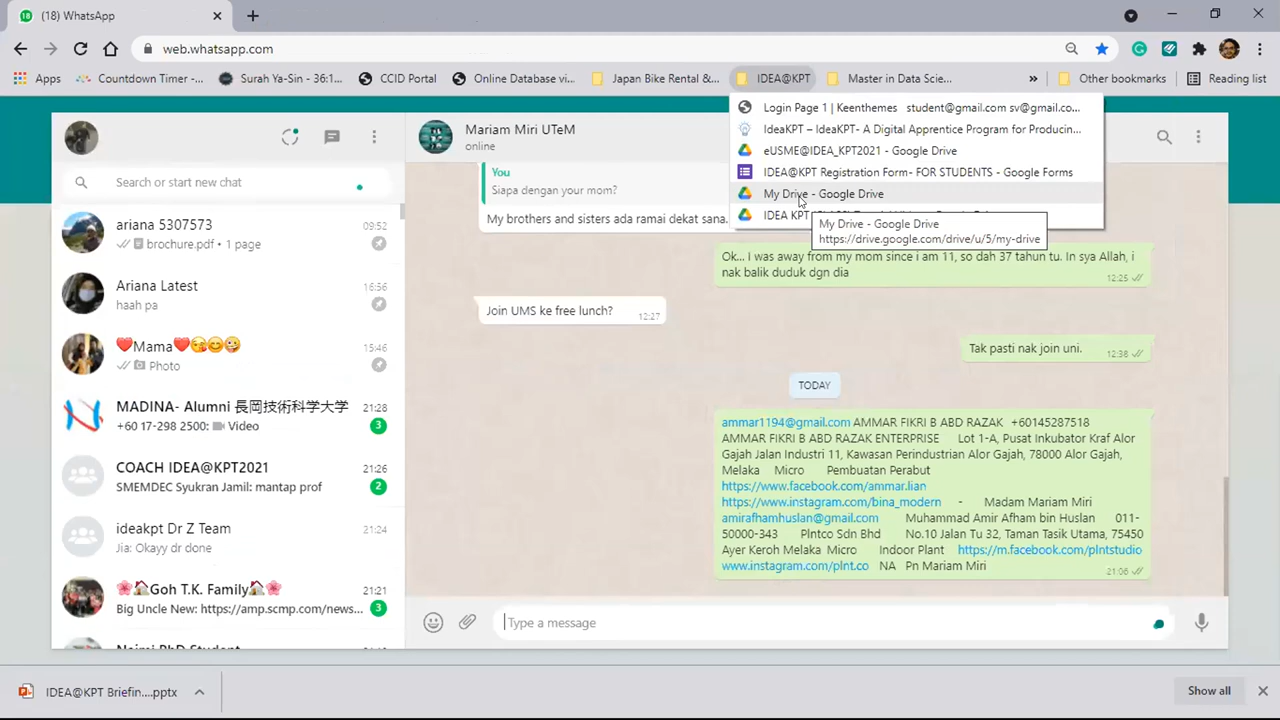 (18) WhatsApp
web.whatsapp.com
Apps
Countdown Timer -...
Surah Ya-Sin - 36:1...
CCID Portal
Online Database vi...
Japan Bike Rental &...
IDEA@KPT
Master in Data Scie...
»
Other bookmarks
Reading list
Login Page 1 | Keenthemes student@gmail.com sv@gmail.co...
IdeaKPT – IdeaKPT- A Digital Apprentice Program for Producin...
eUSME@IDEA_KPT2021 - Google Drive
IDEA@KPT Registration Form- FOR STUDENTS - Google Forms
My Drive - Google Drive
IDEA KPT
My Drive - Google Drive
https://drive.google.com/drive/u/5/my-drive
Search or start new chat
ariana 5307573 09:52
brochure.pdf • 1 page
Ariana Latest 16:56
haah pa
❤️Mama❤️😘😊🤪 15:46
Photo
MADINA- Alumni 長岡技術科学大学 21:28
+60 17-298 2500: Video 3
COACH IDEA@KPT2021 21:26
SMEMDEC Syukran Jamil: mantap prof 2
ideakpt Dr Z Team 21:24
Jia: Okayy dr done
🌸🏠Goh T.K. Family🏠🌸 21:21
Big Uncle New: https://amp.scmp.com/news... 3
Naimi PhD Student
Mariam Miri UTeM
online
You
Siapa dengan your mom?
My brothers and sisters ada ramai dekat sana.
Ok... I was away from my mom since i am 11, so dah 37 tahun tu. In sya Allah, i
nak balik duduk dgn dia
12:25
Join UMS ke free lunch? 12:27
Tak pasti nak join uni. 12:38
TODAY
ammar1194@gmail.com AMMAR FIKRI B ABD RAZAK +60145287518
AMMAR FIKRI B ABD RAZAK ENTERPRISE Lot 1-A, Pusat Inkubator Kraf Alor
Gajah Jalan Industri 11, Kawasan Perindustrian Alor Gajah, 78000 Alor Gajah,
Melaka Micro Pembuatan Perabut
https://www.facebook.com/ammar.lian
https://www.instagram.com/bina_modern - Madam Mariam Miri
amirafhamhuslan@gmail.com Muhammad Amir Afham bin Huslan 011-
50000-343 Plntco Sdn Bhd No.10 Jalan Tu 32, Taman Tasik Utama, 75450
Ayer Keroh Melaka Micro Indoor Plant https://m.facebook.com/plntstudio
www.instagram.com/plnt.co NA Pn Mariam Miri
21:06
Type a message
IDEA@KPT Briefin....pptx
Show all